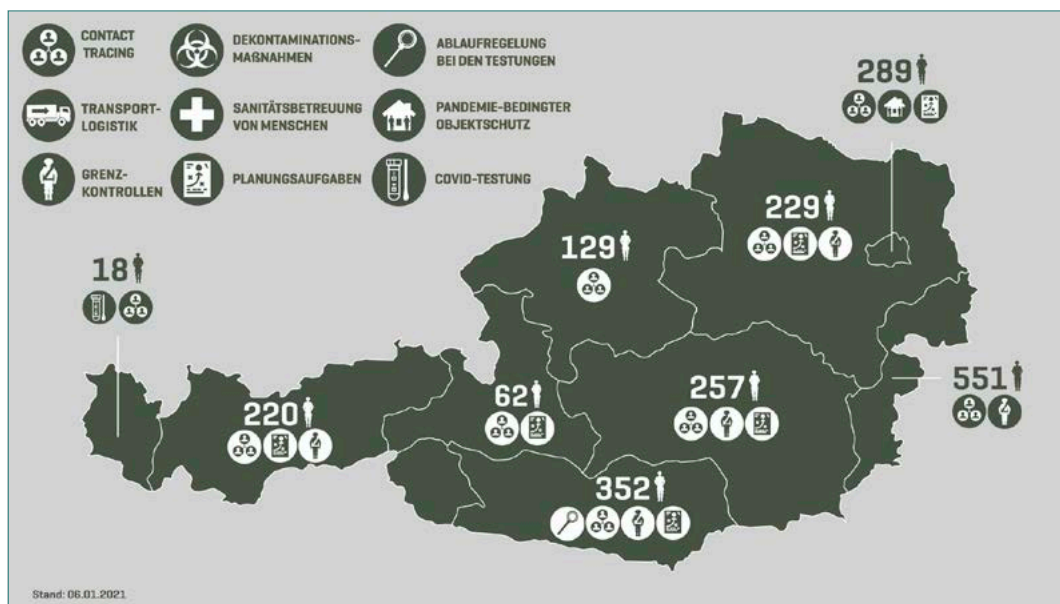 CONTACT
TRACING
DEKONTAMINATIONS-
MAßNAHMEN
ABLAUFREGELUNG
BEI DEN TESTUNGEN
TRANSPORT-
LOGISTIK
SANITÄTSBETREUUNG
VON MENSCHEN
PANDEMIE-BEDINGTER
OBJEKTSCHUTZ
GRENZ-
KONTROLLEN
PLANUNGSAUFGABEN
COVID-TESTUNG
289
229
129
18
551
257
62
220
352
Stand: 06.01.2021